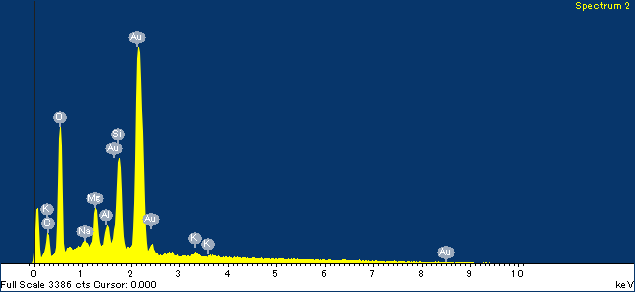 Spectrum 2
Au
O
Si
Au
K
C
Mg
Al
Na
Au
K
K
Au
0 1 2 3 4 5 6 7 8 9 10
Full Scale 3386 cts Cursor: 0.000 keV